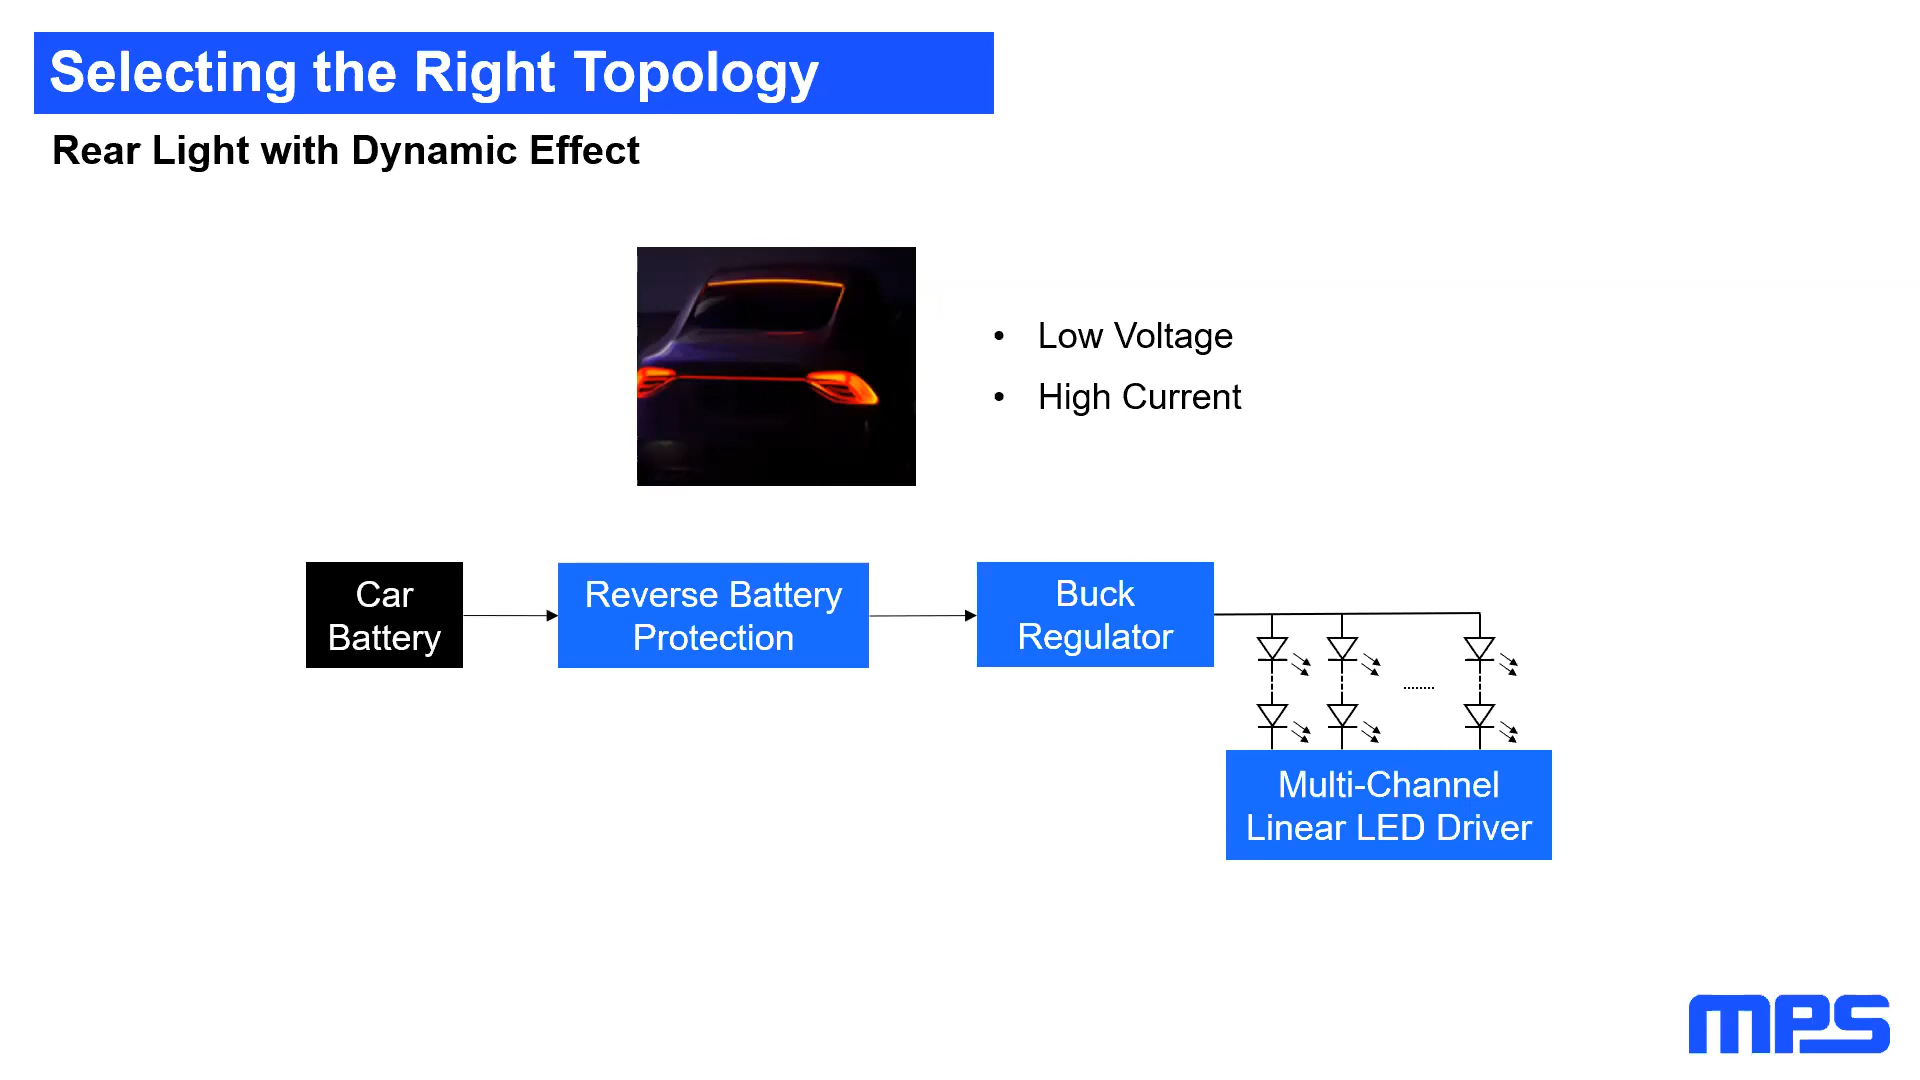 Selecting the Right Topology
Rear Light with Dynamic Effect
• Low Voltage
• High Current
Car
Battery
Reverse Battery
Protection
Buck
Regulator
Multi-Channel
Linear LED Driver
mps